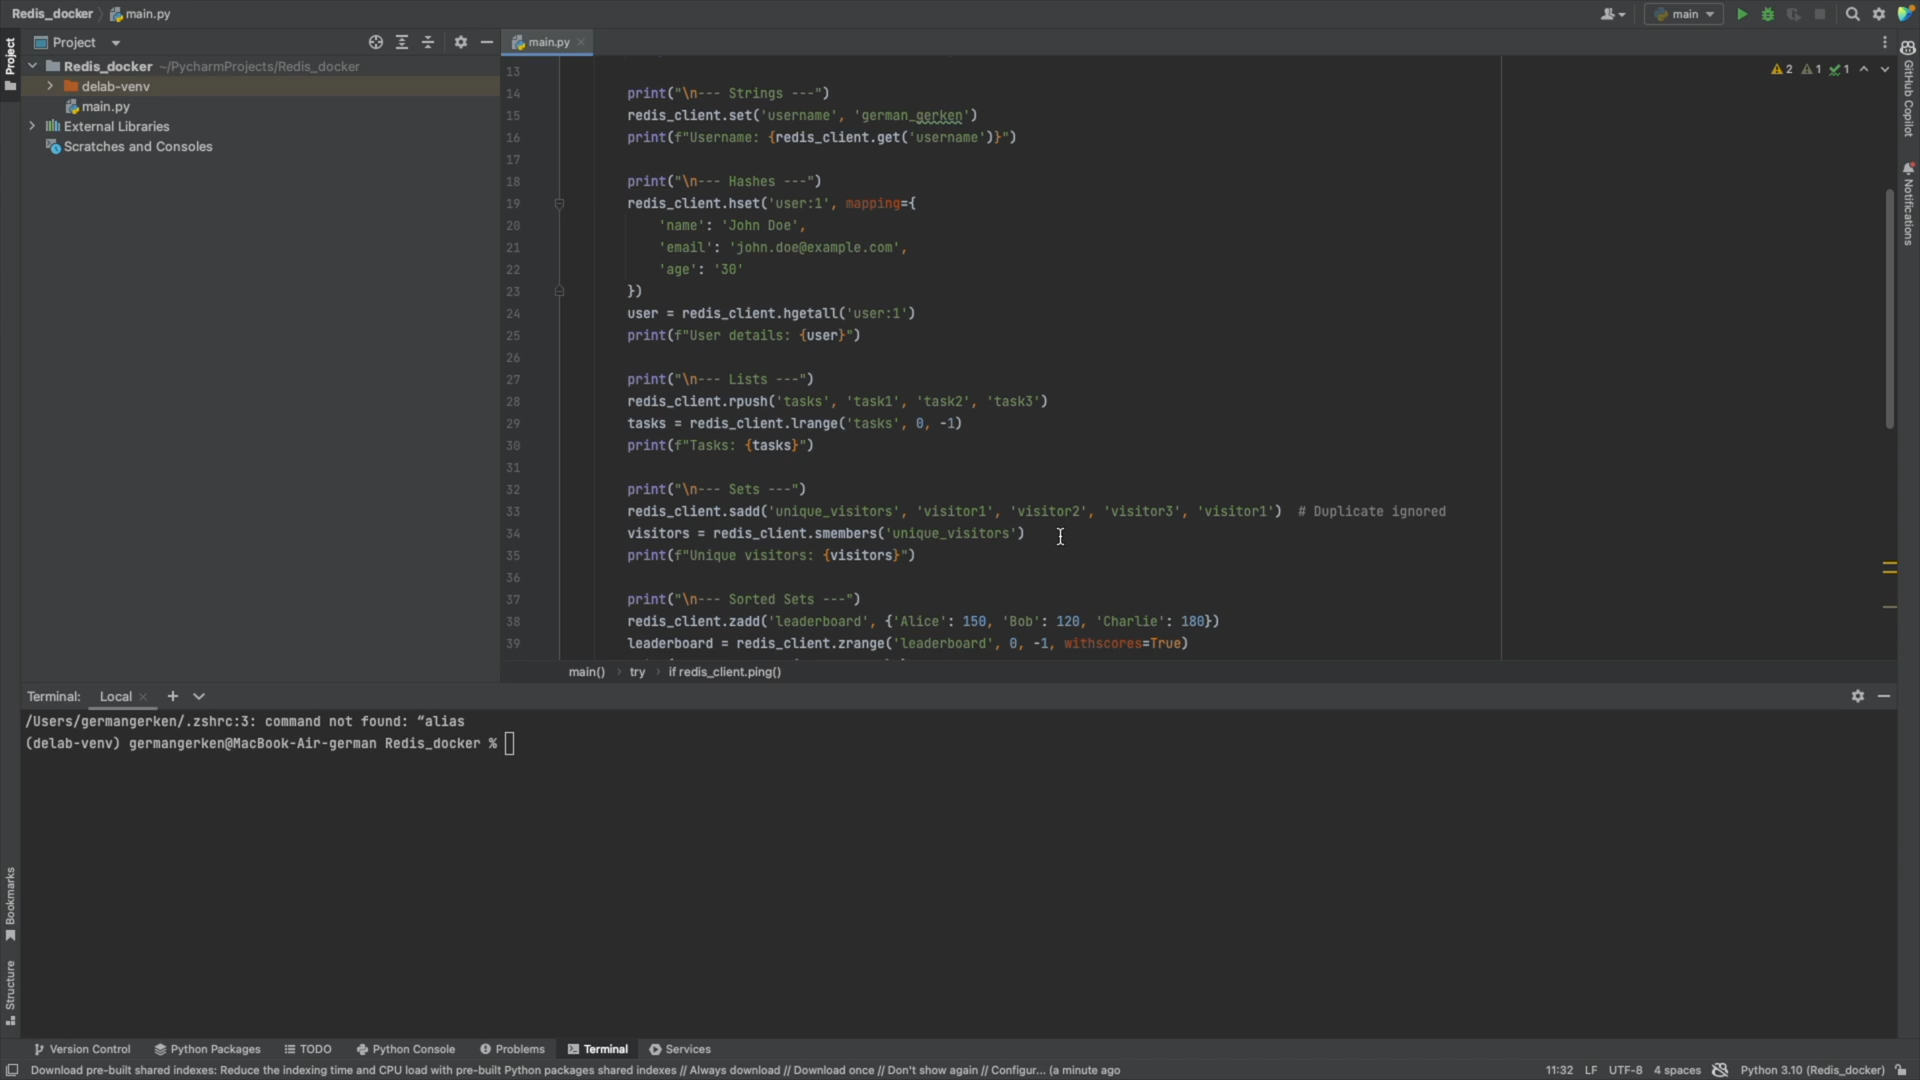 Redis_docker main.py main
Project main.py
Redis_docker ~/PycharmProjects/Redis_docker
delab-venv
main.py
External Libraries
Scratches and Consoles
Project
Bookmarks
Structure
GitHub Copilot
Notifications
2 1 1
13
14 print("\n--- Strings ---")
15 redis_client.set('username', 'german_gerken')
16 print(f"Username: {redis_client.get('username')}")
17
18 print("\n--- Hashes ---")
19 redis_client.hset('user:1', mapping={
20 'name': 'John Doe',
21 'email': 'john.doe@example.com',
22 'age': '30'
23 })
24 user = redis_client.hgetall('user:1')
25 print(f"User details: {user}")
26
27 print("\n--- Lists ---")
28 redis_client.rpush('tasks', 'task1', 'task2', 'task3')
29 tasks = redis_client.lrange('tasks', 0, -1)
30 print(f"Tasks: {tasks}")
31
32 print("\n--- Sets ---")
33 redis_client.sadd('unique_visitors', 'visitor1', 'visitor2', 'visitor3', 'visitor1') # Duplicate ignored
34 visitors = redis_client.smembers('unique_visitors')
35 print(f"Unique visitors: {visitors}")
36
37 print("\n--- Sorted Sets ---")
38 redis_client.zadd('leaderboard', {'Alice': 150, 'Bob': 120, 'Charlie': 180})
39 leaderboard = redis_client.zrange('leaderboard', 0, -1, withscores=True)
main() try if redis_client.ping()
Terminal: Local
/Users/germangerken/.zshrc:3: command not found: “alias
(delab-venv) germangerken@MacBook-Air-german Redis_docker %
Version Control Python Packages TODO Python Console Problems Terminal Services
Download pre-built shared indexes: Reduce the indexing time and CPU load with pre-built Python packages shared indexes // Always download // Download once // Don't show again // Configur... (a minute ago 11:32 LF UTF-8 4 spaces Python 3.10 (Redis_docker)